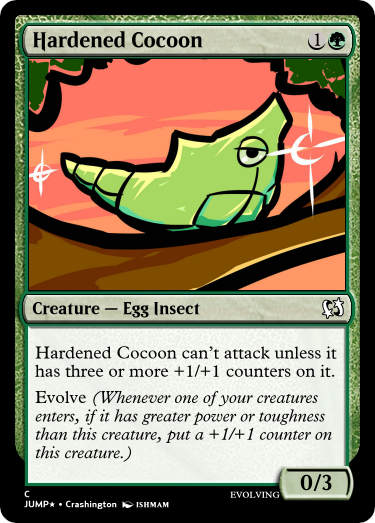 Hardened Cocoon
1
Creature — Egg Insect
Hardened Cocoon can't attack unless it
has three or more +1/+1 counters on it.
Evolve (Whenever one of your creatures
enters, if it has greater power or toughness
than this creature, put a +1/+1 counter on
this creature.)
0/3
C
EVOLVING
JUMP★ • Crashington ISHMAM